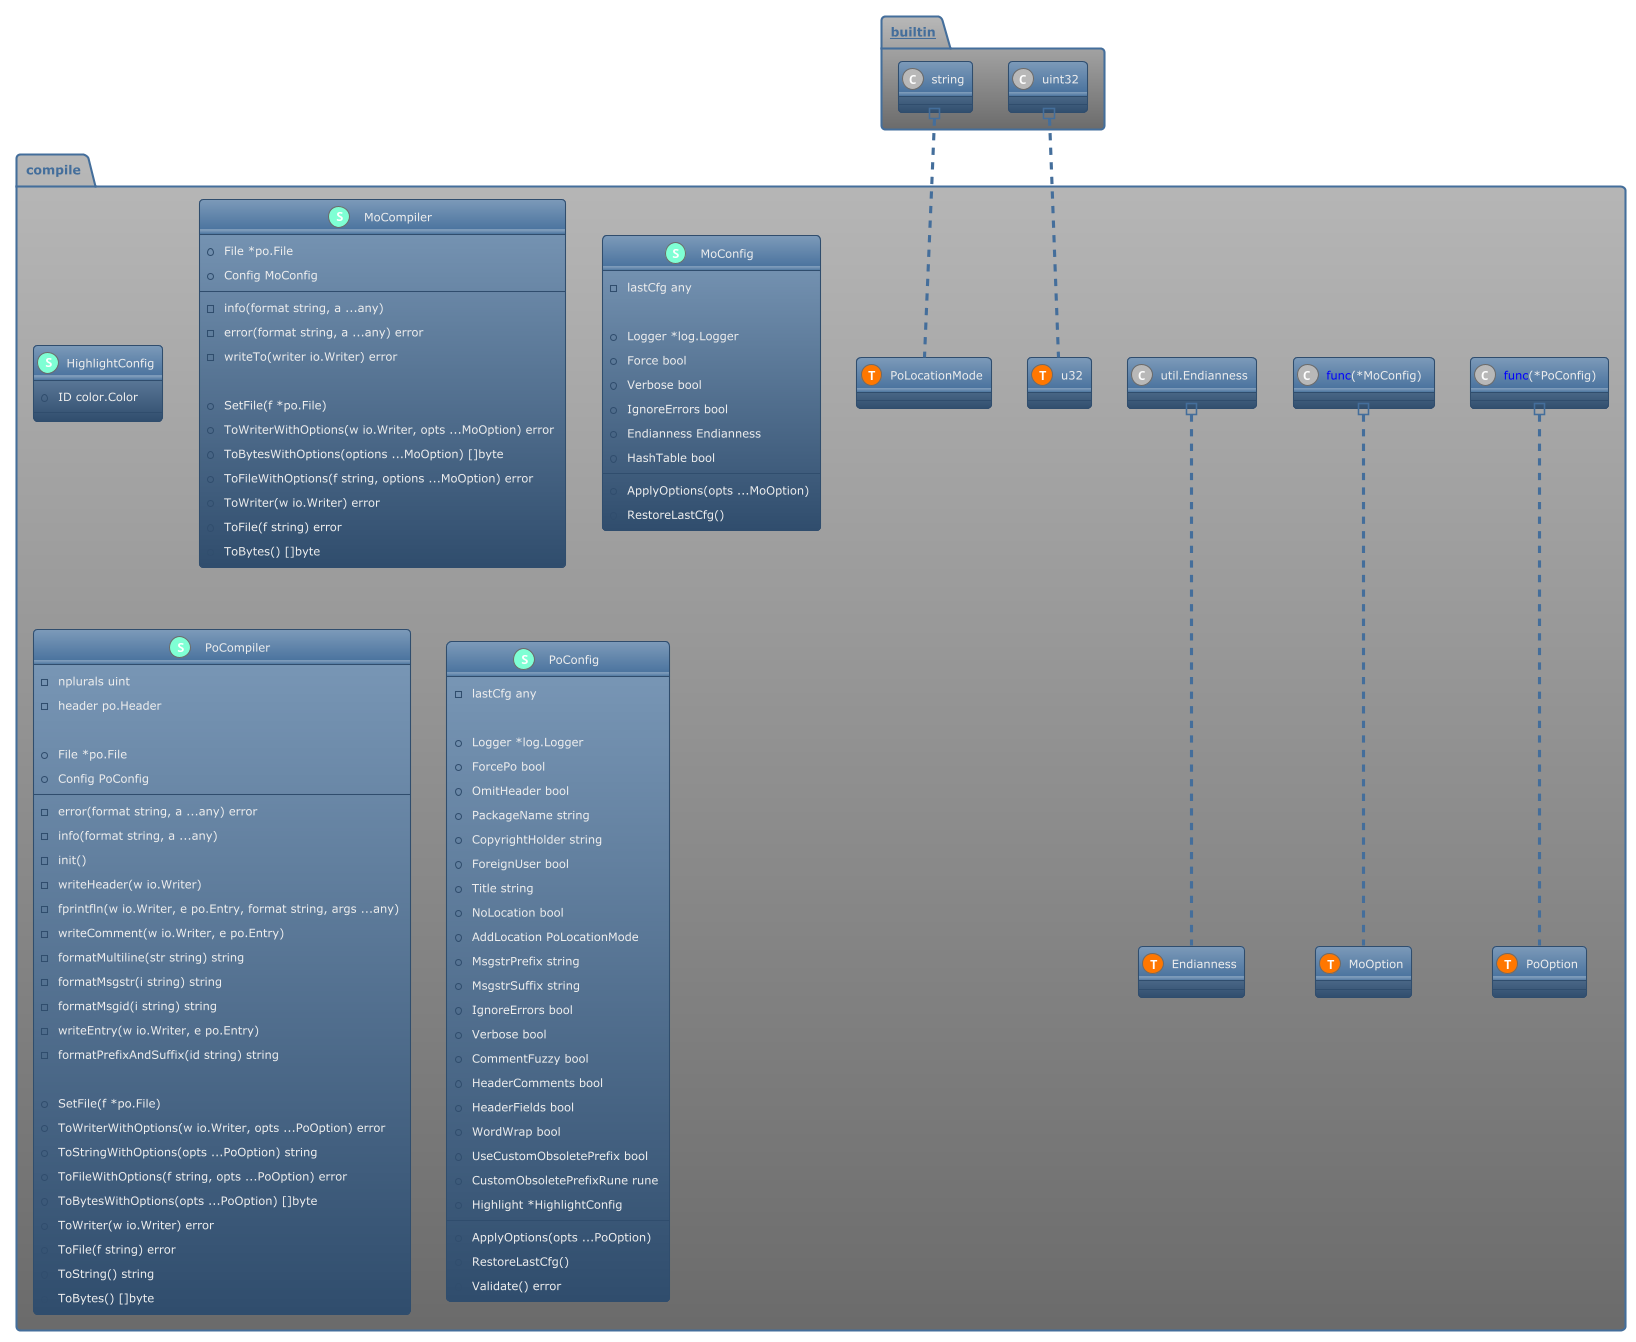 builtin
C string
C uint32
compile
S HighlightConfig
ID color.Color
S MoCompiler
File *po.File
Config MoConfig
info(format string, a ...any)
error(format string, a ...any) error
writeTo(writer io.Writer) error
SetFile(f *po.File)
ToWriterWithOptions(w io.Writer, opts ...MoOption) error
ToBytesWithOptions(options ...MoOption) []byte
ToFileWithOptions(f string, options ...MoOption) error
ToWriter(w io.Writer) error
ToFile(f string) error
ToBytes() []byte
S MoConfig
lastCfg any
Logger *log.Logger
Force bool
Verbose bool
IgnoreErrors bool
Endianness Endianness
HashTable bool
ApplyOptions(opts ...MoOption)
RestoreLastCfg()
T PoLocationMode
T u32
C util.Endianness
C func(*MoConfig)
C func(*PoConfig)
S PoCompiler
nplurals uint
header po.Header
File *po.File
Config PoConfig
error(format string, a ...any) error
info(format string, a ...any)
init()
writeHeader(w io.Writer)
fprintfln(w io.Writer, e po.Entry, format string, args ...any)
writeComment(w io.Writer, e po.Entry)
formatMultiline(str string) string
formatMsgstr(i string) string
formatMsgid(i string) string
writeEntry(w io.Writer, e po.Entry)
formatPrefixAndSuffix(id string) string
SetFile(f *po.File)
ToWriterWithOptions(w io.Writer, opts ...PoOption) error
ToStringWithOptions(opts ...PoOption) string
ToFileWithOptions(f string, opts ...PoOption) error
ToBytesWithOptions(opts ...PoOption) []byte
ToWriter(w io.Writer) error
ToFile(f string) error
ToString() string
ToBytes() []byte
S PoConfig
lastCfg any
Logger *log.Logger
ForcePo bool
OmitHeader bool
PackageName string
CopyrightHolder string
ForeignUser bool
Title string
NoLocation bool
AddLocation PoLocationMode
MsgstrPrefix string
MsgstrSuffix string
IgnoreErrors bool
Verbose bool
CommentFuzzy bool
HeaderComments bool
HeaderFields bool
WordWrap bool
UseCustomObsoletePrefix bool
CustomObsoletePrefixRune rune
Highlight *HighlightConfig
ApplyOptions(opts ...PoOption)
RestoreLastCfg()
Validate() error
T Endianness
T MoOption
T PoOption